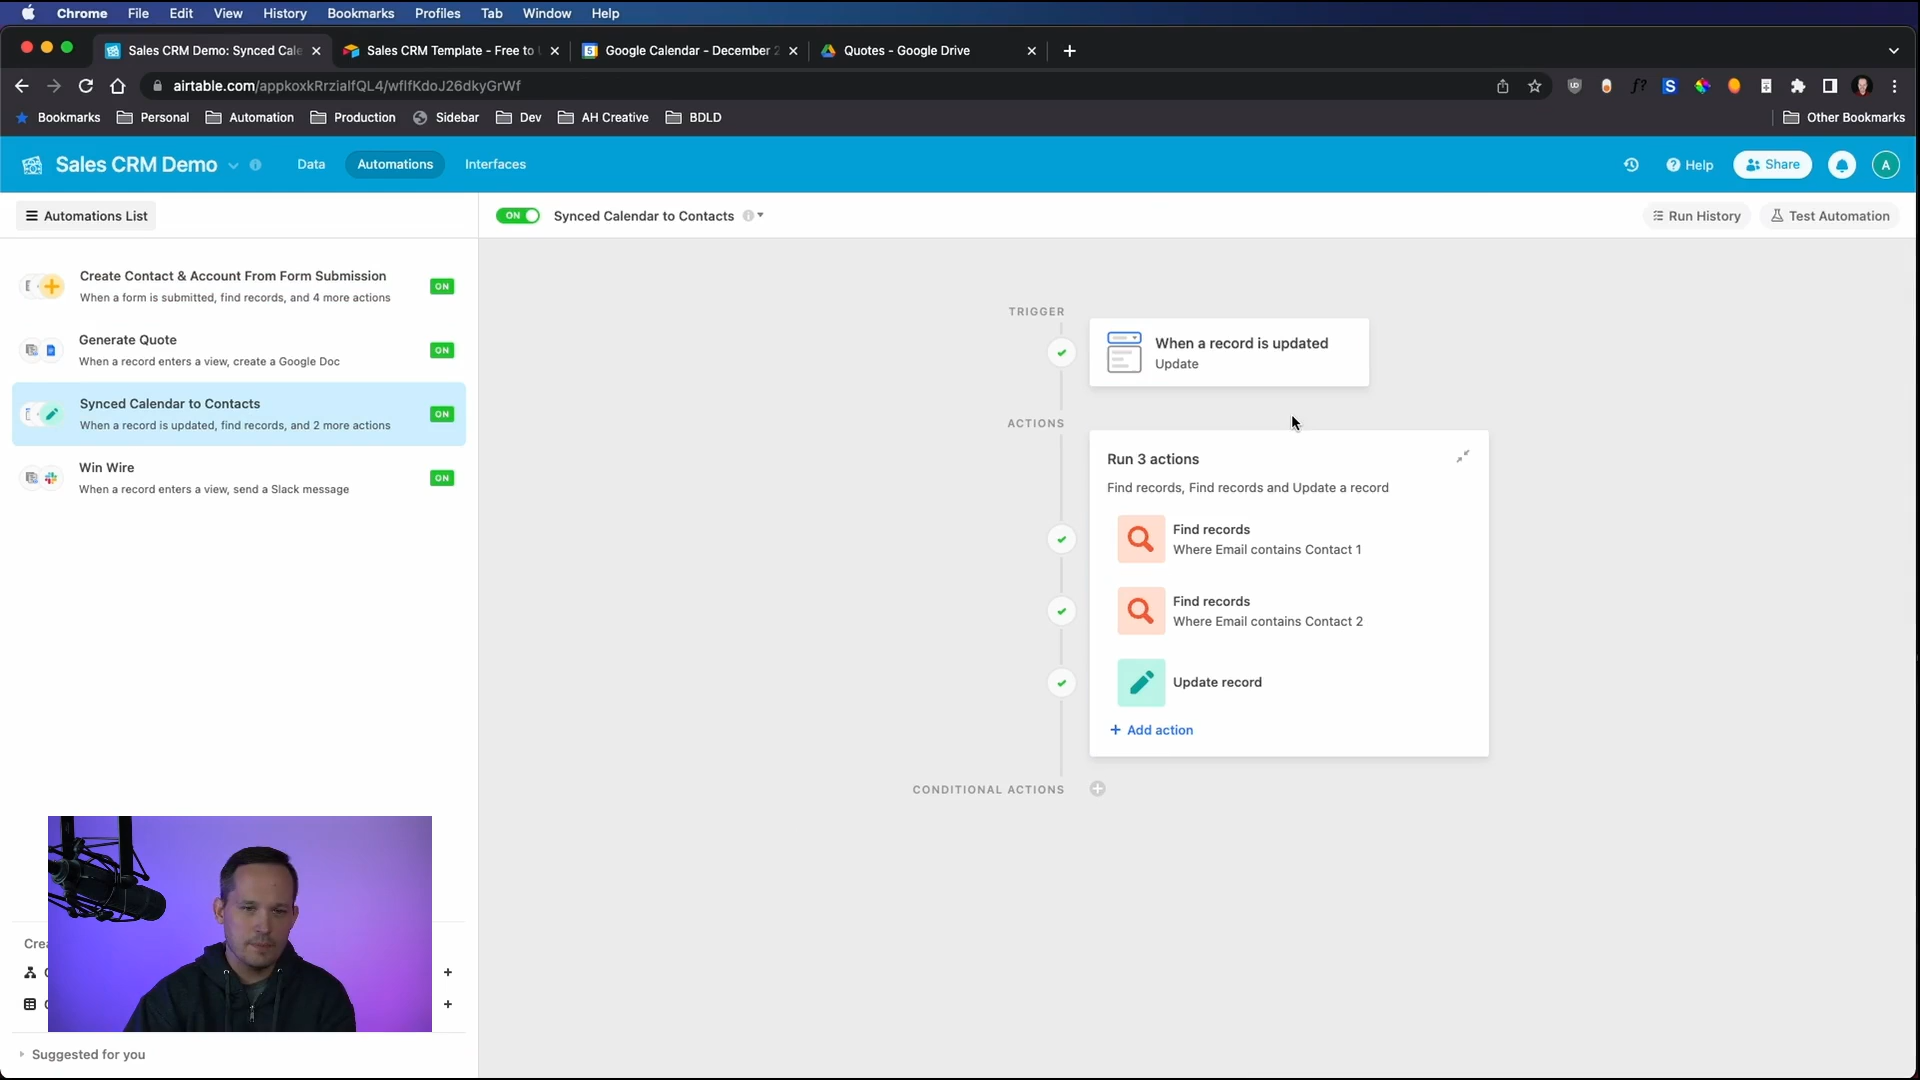 Chrome File Edit View History Bookmarks Profiles Tab Window Help
Sales CRM Demo: Synced Cale
Sales CRM Template - Free to U
Google Calendar - December 2
Quotes - Google Drive
airtable.com/appkoxkRrzialfQL4/wflfKdoJ26dkyGrWf
Bookmarks Personal Automation Production Sidebar Dev AH Creative BDLD Other Bookmarks
Sales CRM Demo Data Automations Interfaces Help Share A
Automations List
ON Synced Calendar to Contacts Run History Test Automation
Create Contact & Account From Form Submission
When a form is submitted, find records, and 4 more actions
ON
Generate Quote
When a record enters a view, create a Google Doc
ON
Synced Calendar to Contacts
When a record is updated, find records, and 2 more actions
ON
Win Wire
When a record enters a view, send a Slack message
ON
TRIGGER
When a record is updated
Update
ACTIONS
Run 3 actions
Find records, Find records and Update a record
Find records
Where Email contains Contact 1
Find records
Where Email contains Contact 2
Update record
+ Add action
CONDITIONAL ACTIONS
Suggested for you